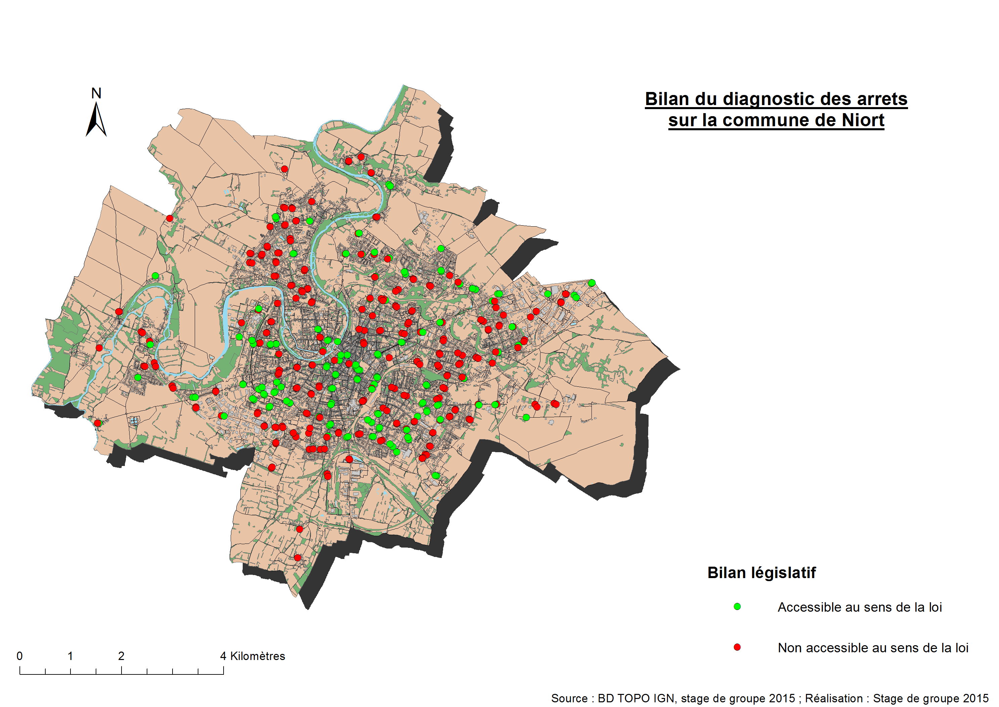 N
Bilan du diagnostic des arrets
sur la commune de Niort
Bilan législatif
Accessible au sens de la loi
Non accessible au sens de la loi
0 1 2 4 Kilomètres
Source : BD TOPO IGN, stage de groupe 2015 ; Réalisation : Stage de groupe 2015